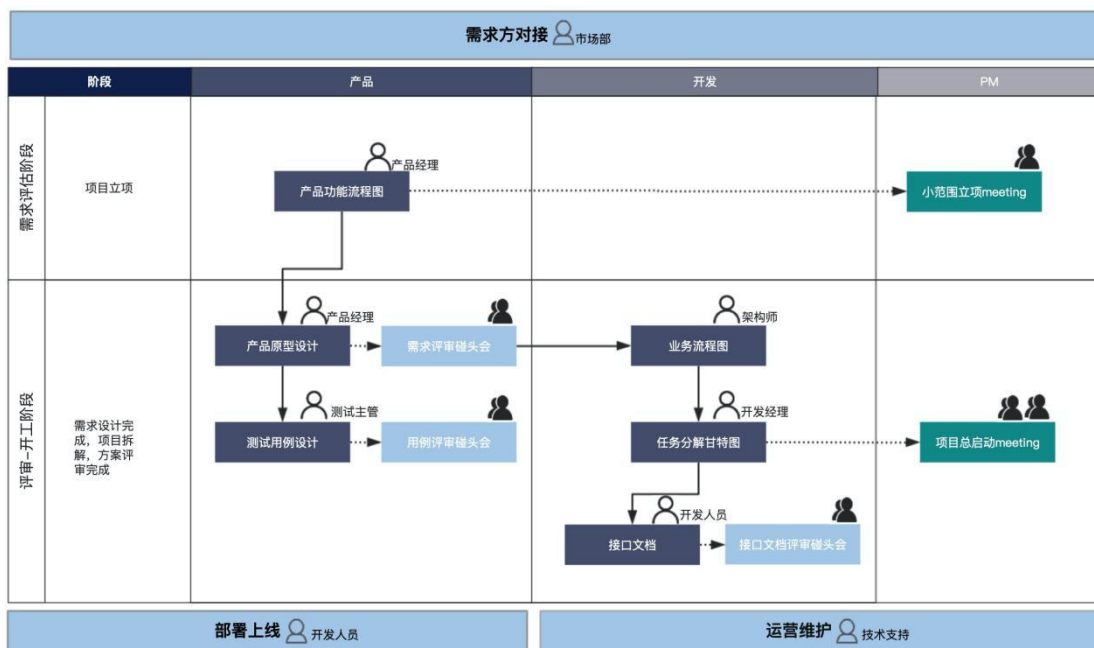 需求方对接 市场部
阶段
产品
开发
PM
需求评估阶段
项目立项
产品经理
产品功能流程图
小范围立项meeting
评审-开工阶段
需求设计完
成，项目拆
解，方案评
审完成
产品经理
产品原型设计
需求评审碰头会
架构师
业务流程图
测试主管
测试用例设计
用例评审碰头会
开发经理
任务分解甘特图
项目总启动meeting
开发人员
接口文档
接口文档评审碰头会
部署上线 开发人员
运营维护 技术支持